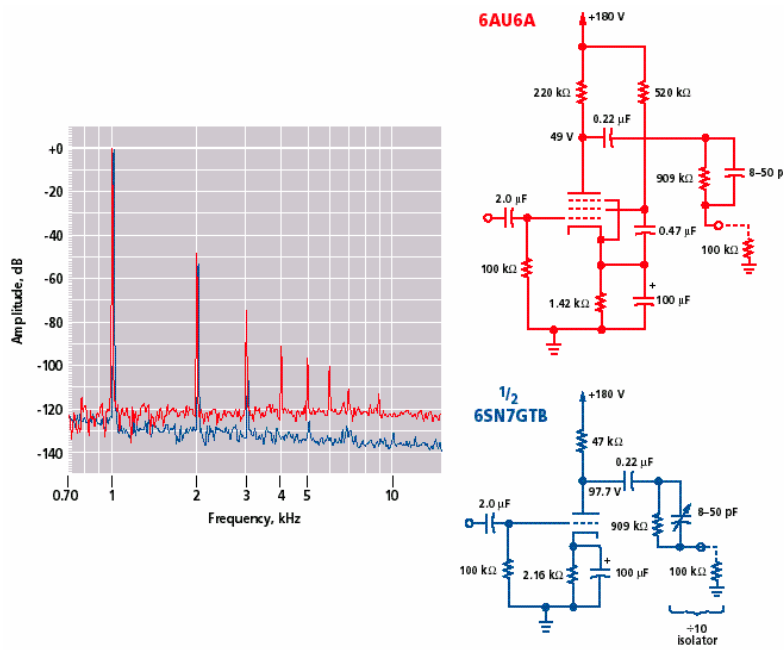 6AU6A
+180 V
220 kΩ
520 kΩ
0.22 µF
49 V
909 kΩ
8–50 p
2.0 µF
0.47 µF
100 kΩ
100 kΩ
1.42 kΩ
+
100 µF
+0
-20
-40
-60
-80
-100
-120
-140
Amplitude, dB
0.70 1 2 3 4 5 10
Frequency, kHz
1/2
6SN7GTB
+180 V
47 kΩ
0.22 µF
97.7 V
2.0 µF
8–50 pF
909 kΩ
+
100 kΩ
2.16 kΩ
100 µF
100 kΩ
÷10
isolator